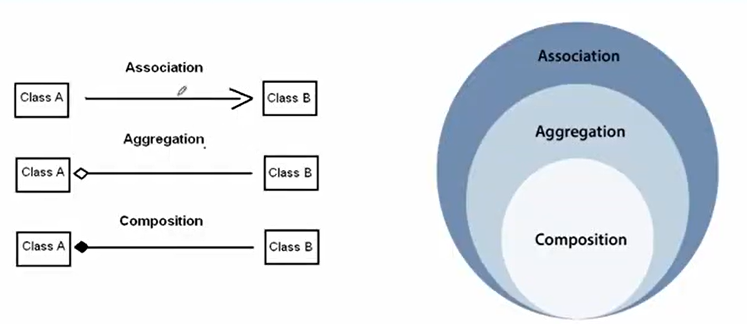 Association
Class A
Class B
Aggregation
Class A
Class B
Composition
Class A
Class B
Association
Aggregation
Composition